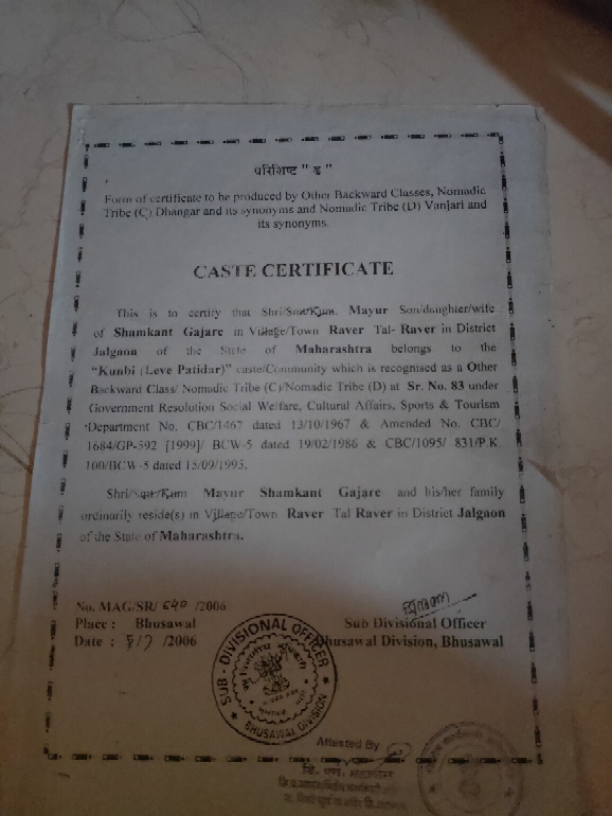 परिशिष्ट " ड "
Form of certificate to be produced by Other Backward Classes, Nomadic
Tribe (C) Dhangar and its synonyms and Nomadic Tribe (D) Vanjari and
its synonyms.
CASTE CERTIFICATE
This is to certify that Shri/Smt/Kum. Mayur Son/daughter/wife
of Shamkant Gajare in Village/Town Raver Tal- Raver in District
Jalgaon of the State of Maharashtra belongs to the
“Kunbi (Leve Patidar)” caste/Community which is recognised as a Other
Backward Class/ Nomadic Tribe (C)/Nomadic Tribe (D) at Sr. No. 83 under
Government Resolution Social Welfare, Cultural Affairs, Sports & Tourism
Department No. CBC/1467 dated 13/10/1967 & Amended No. CBC/
1684/GP-592 [1999]/ BCW-5 dated 19/02/1986 & CBC/1095/ 831/P.K.
100/BCW-5 dated 15/09/1995.
Shri/Smt/Kum Mayur Shamkant Gajare and his/her family
ordinarily reside(s) in Village/Town Raver Tal Raver in District Jalgaon
of the State of Maharashtra.
No. MAG/SR/ 640 /2006
Place : Bhusawal
Date : 5/7 /2006
Sub Divisional Officer
Bhusawal Division, Bhusawal
SUB - DIVISIONAL OFFICER
BHUSAWAL DIVISION
Attested By